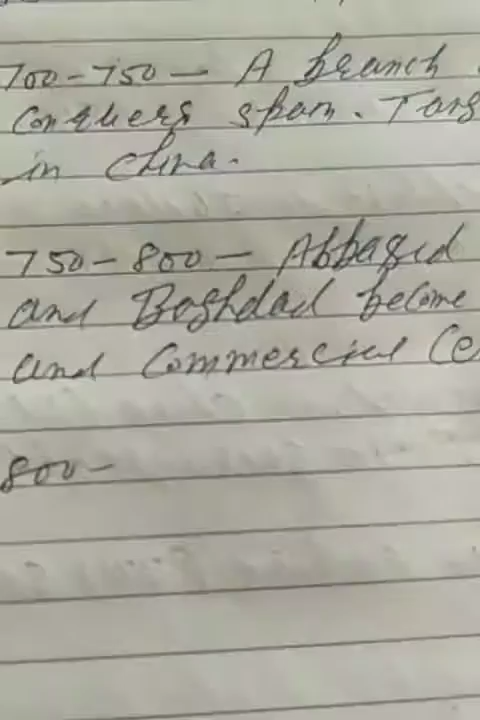 700-750 — A branch
Conquers spain. Tang
in China.
750-800 — Abbasid
and Baghdad become
and Commercial Ce
800-